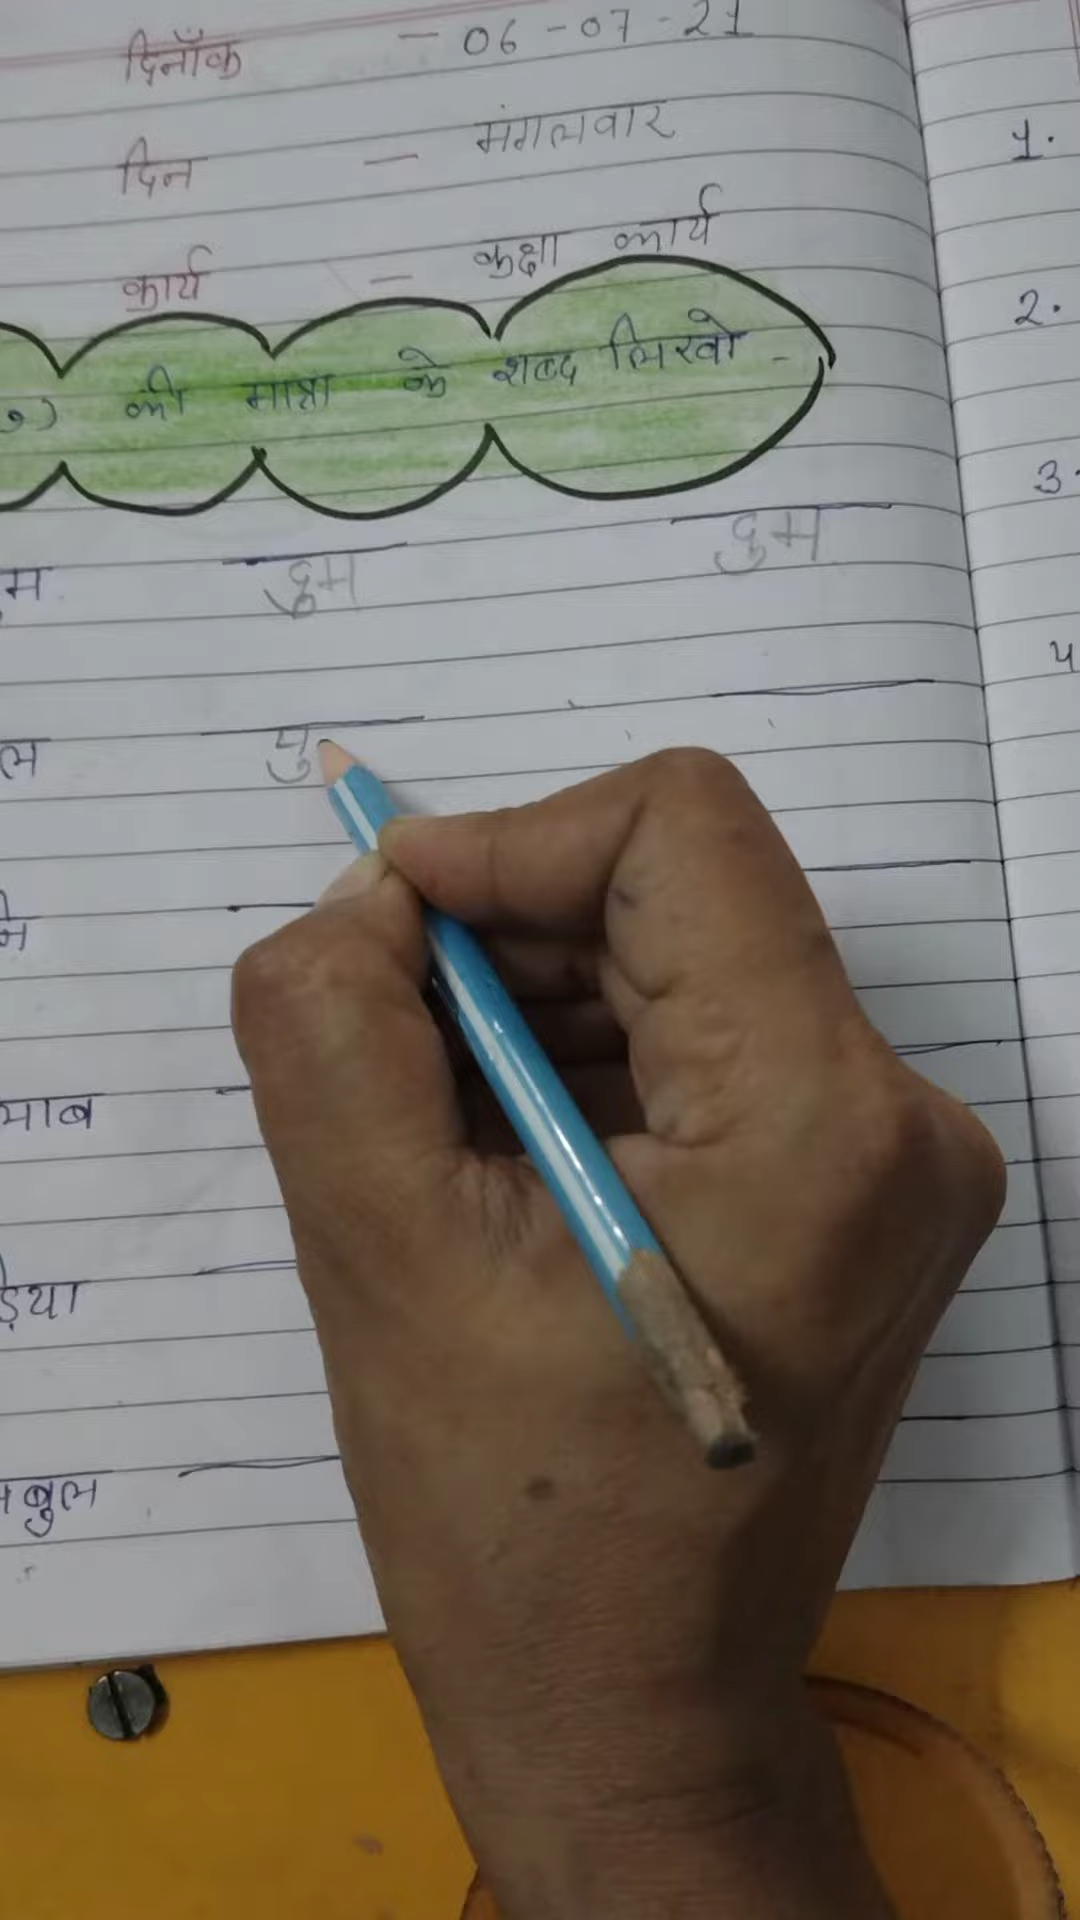 दिनाँक - 06-07-21
दिन - मंगलवार
कार्य - कक्षा कार्य
की मात्रा के शब्द लिखो -
दुम दुम
ल पु
बुल
1.
2.
3.
4